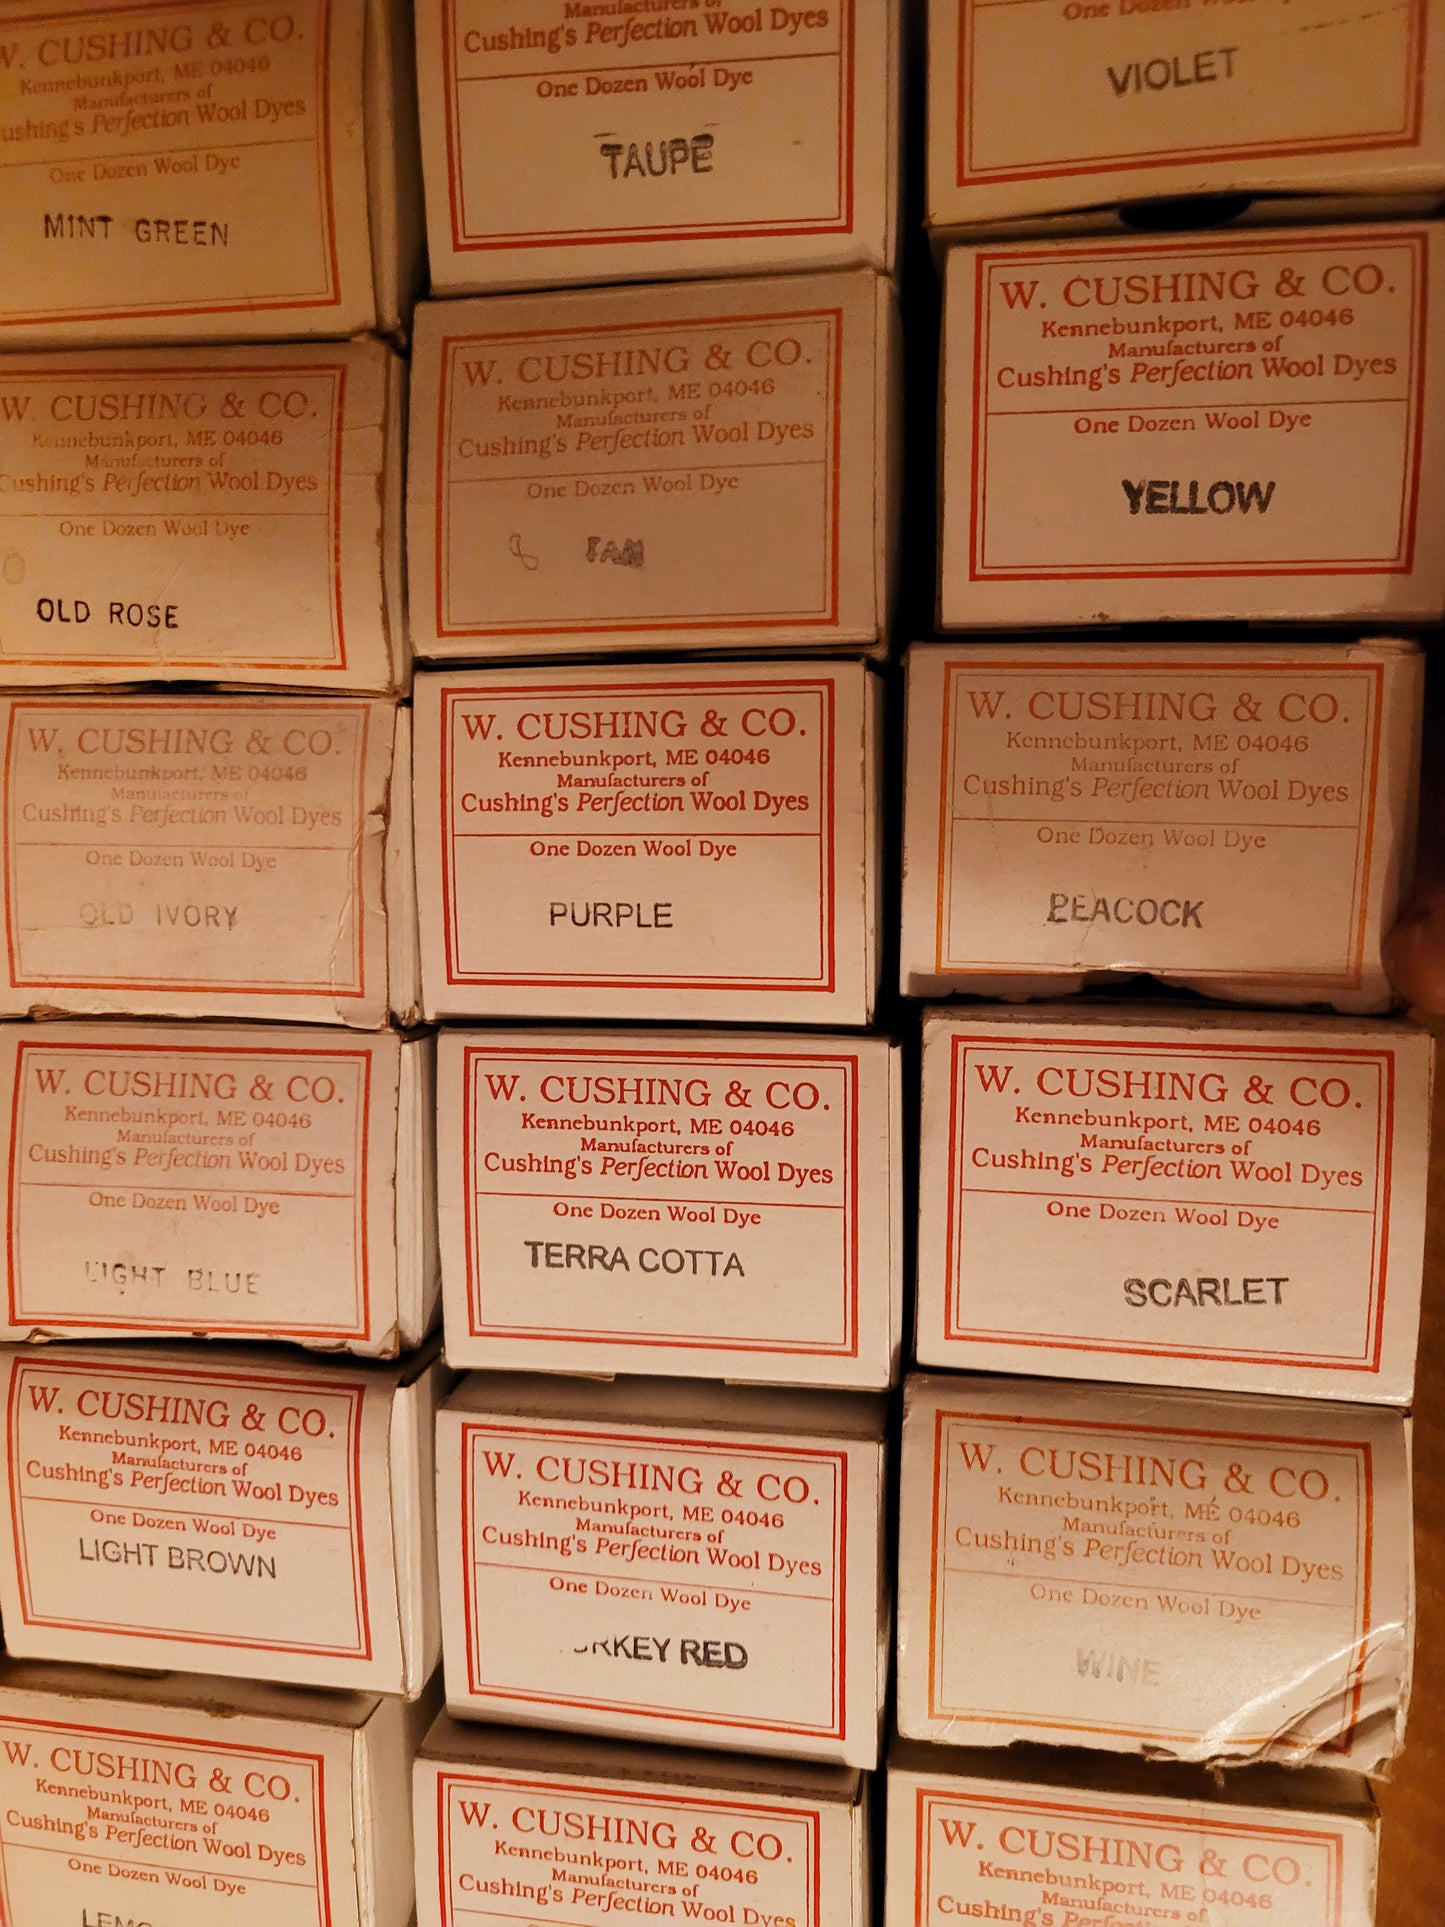 W. CUSHING & CO.
Kennebunkport, ME 04046
Manufacturers of
ushing's Perfection Wool Dyes
One Dozen Wool Dye
MINT GREEN
W. CUSHING & CO.
Kennebunkport, ME 04046
Manufacturers of
Cushing's Perfection Wool Dyes
One Dozen Wool Dye
OLD ROSE
W. CUSHING & CO.
Kennebunkport, ME 04046
Manufacturers of
Cushing's Perfection Wool Dyes
One Dozen Wool Dye
OLD IVORY
W. CUSHING & CO.
Kennebunkport, ME 04046
Manufacturers of
Cushing's Perfection Wool Dyes
One Dozen Wool Dye
LIGHT BLUE
W. CUSHING & CO.
Kennebunkport, ME 04046
Manufacturers of
Cushing's Perfection Wool Dyes
One Dozen Wool Dye
LIGHT BROWN
W. CUSHING & CO.
Kennebunkport, ME 04046
Manufacturers of
Cushing's Perfection Wool Dyes
One Dozen Wool Dye
Manufacturers of
Cushing's Perfection Wool Dyes
One Dozen Wool Dye
TAUPE
W. CUSHING & CO.
Kennebunkport, ME 04046
Manufacturers of
Cushing's Perfection Wool Dyes
One Dozen Wool Dye
8 TAN
W. CUSHING & CO.
Kennebunkport, ME 04046
Manufacturers of
Cushing's Perfection Wool Dyes
One Dozen Wool Dye
PURPLE
W. CUSHING & CO.
Kennebunkport, ME 04046
Manufacturers of
Cushing's Perfection Wool Dyes
One Dozen Wool Dye
TERRA COTTA
W. CUSHING & CO.
Kennebunkport, ME 04046
Manufacturers of
Cushing's Perfection Wool Dyes
One Dozen Wool Dye
RKEY RED
W. CUSHING & CO.
Kennebunkport, ME 04046
Manufacturers of
Cushing's Perfection Wool Dyes
One Dozen Wool Dye
VIOLET
W. CUSHING & CO.
Kennebunkport, ME 04046
Manufacturers of
Cushing's Perfection Wool Dyes
One Dozen Wool Dye
YELLOW
W. CUSHING & CO.
Kennebunkport, ME 04046
Manufacturers of
Cushing's Perfection Wool Dyes
One Dozen Wool Dye
PEACOCK
W. CUSHING & CO.
Kennebunkport, ME 04046
Manufacturers of
Cushing's Perfection Wool Dyes
One Dozen Wool Dye
SCARLET
W. CUSHING & CO.
Kennebunkport, ME 04046
Manufacturers of
Cushing's Perfection Wool Dyes
One Dozen Wool Dye
WINE
W. CUSHING & CO.
Kennebunkport, ME 04046
Manufacturers of
Cushing's Perfection Wool Dyes